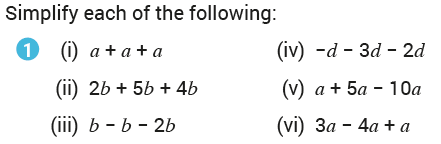 Simplify each of the following:
1 (i) a + a + a (iv) -d - 3d - 2d
(ii) 2b + 5b + 4b (v) a + 5a - 10a
(iii) b - b - 2b (vi) 3a - 4a + a